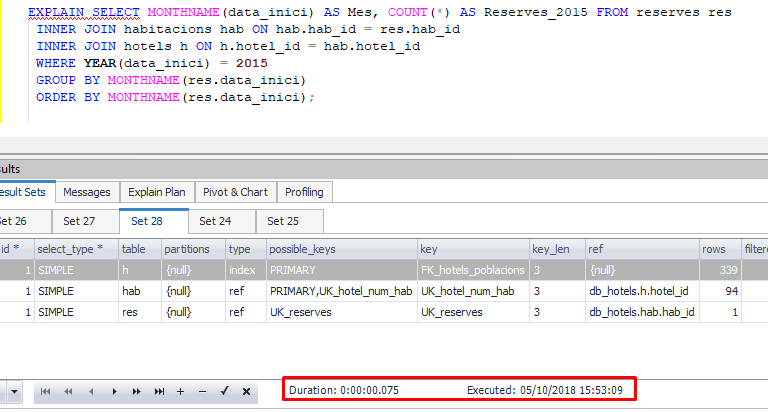 EXPLAIN SELECT MONTHNAME(data_inici) AS Mes, COUNT(*) AS Reserves_2015 FROM reserves res
INNER JOIN habitacions hab ON hab.hab_id = res.hab_id
INNER JOIN hotels h ON h.hotel_id = hab.hotel_id
WHERE YEAR(data_inici) = 2015
GROUP BY MONTHNAME(res.data_inici)
ORDER BY MONTHNAME(res.data_inici);
sults
esult Sets Messages Explain Plan Pivot & Chart Profiling
Set 26 Set 27 Set 28 Set 24 Set 25
id * select_type * table partitions type possible_keys key key_len ref rows filtere
1 SIMPLE h {null} index PRIMARY FK_hotels_poblacions 3 {null} 339
1 SIMPLE hab {null} ref PRIMARY,UK_hotel_num_hab UK_hotel_num_hab 3 db_hotels.h.hotel_id 94
1 SIMPLE res {null} ref UK_reserves UK_reserves 3 db_hotels.hab.hab_id 1
Duration: 0:00:00.075 Executed: 05/10/2018 15:53:09